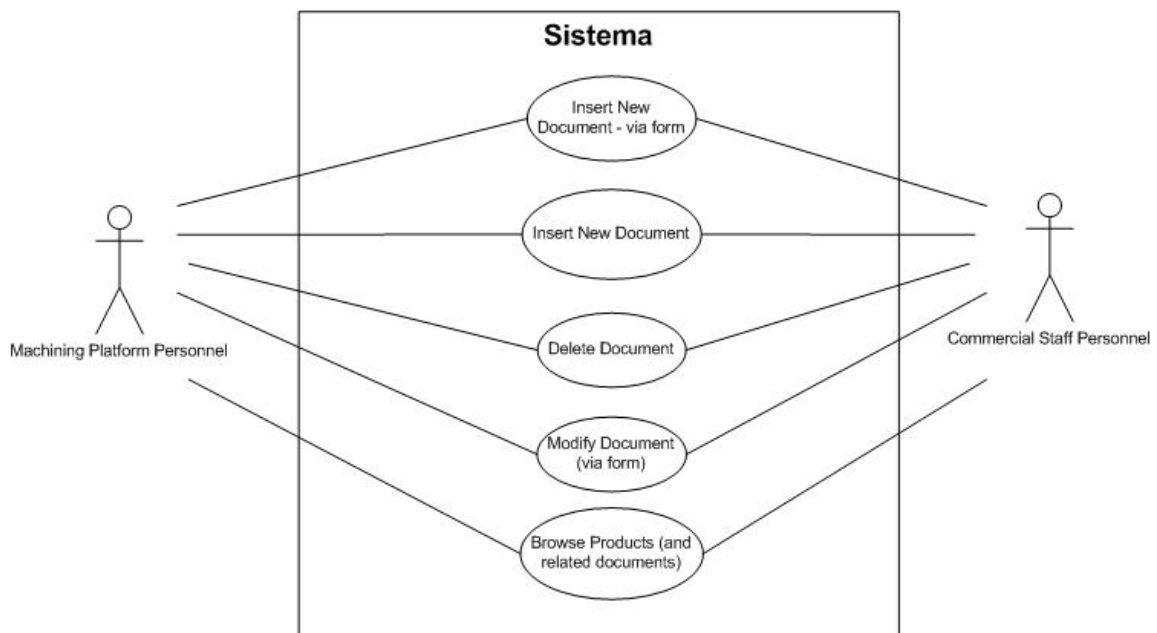 Sistema
Insert New
Document - via form
Insert New Document
Machining Platform Personnel
Commercial Staff Personnel
Delete Document
Modify Document
(via form)
Browse Products (and
related documents)